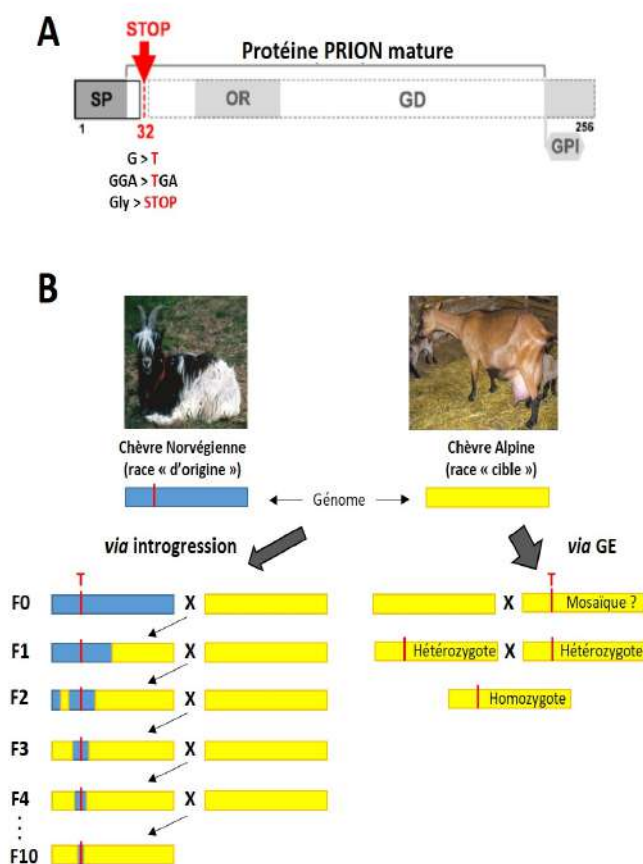 A
STOP
Protéine PRION mature
SP
OR
GD
1
32
256
GPI
G > T
GGA > TGA
Gly > STOP
B
Chèvre Norvégienne
(race « d'origine »)
Chèvre Alpine
(race « cible »)
Génome
via introgression
via GE
T
T
F0
X
X
Mosaïque ?
F1
X
Hétérozygote
X
Hétérozygote
F2
X
Homozygote
F3
X
F4
X
F10